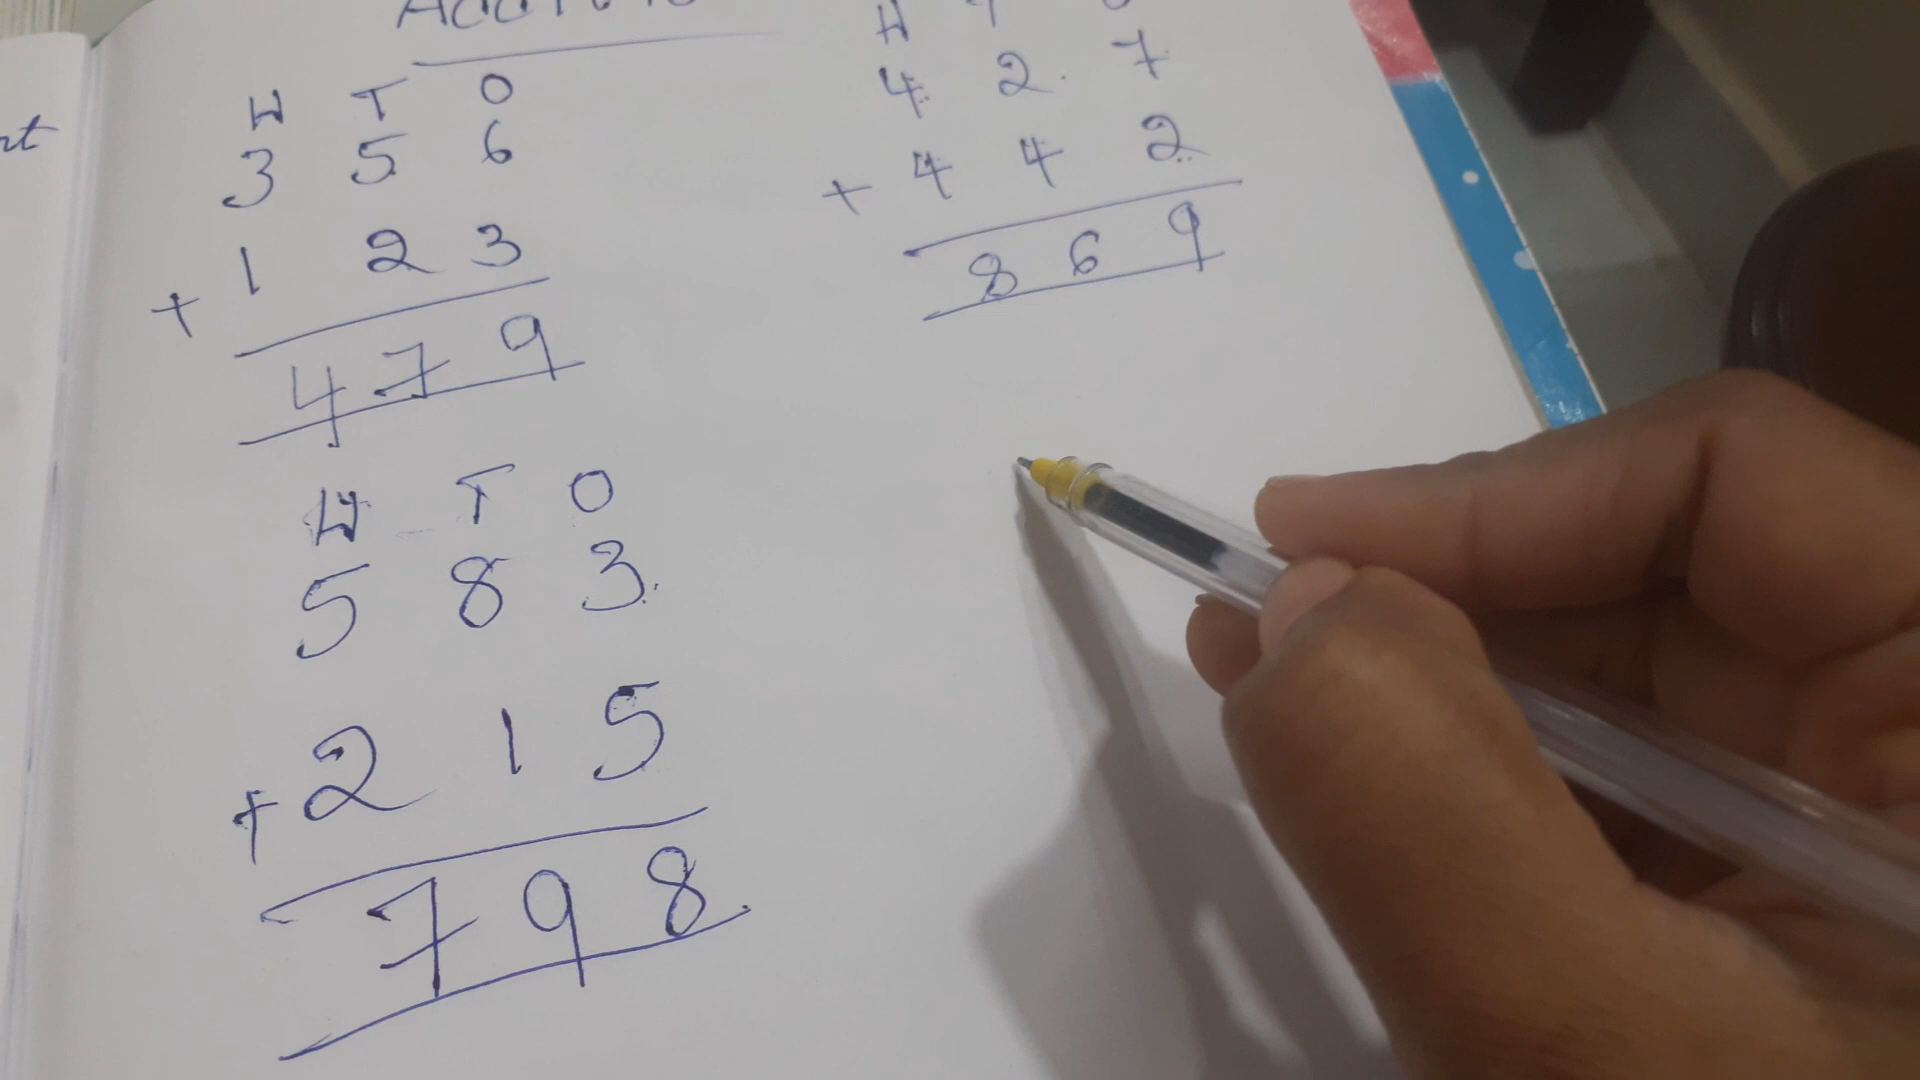 H T O
3 5 6
+ 1 2 3
4 7 9
H T O
5 8 3
+ 2 1 5
7 9 8
H T O
4 2 7
+ 4 4 2
8 6 9